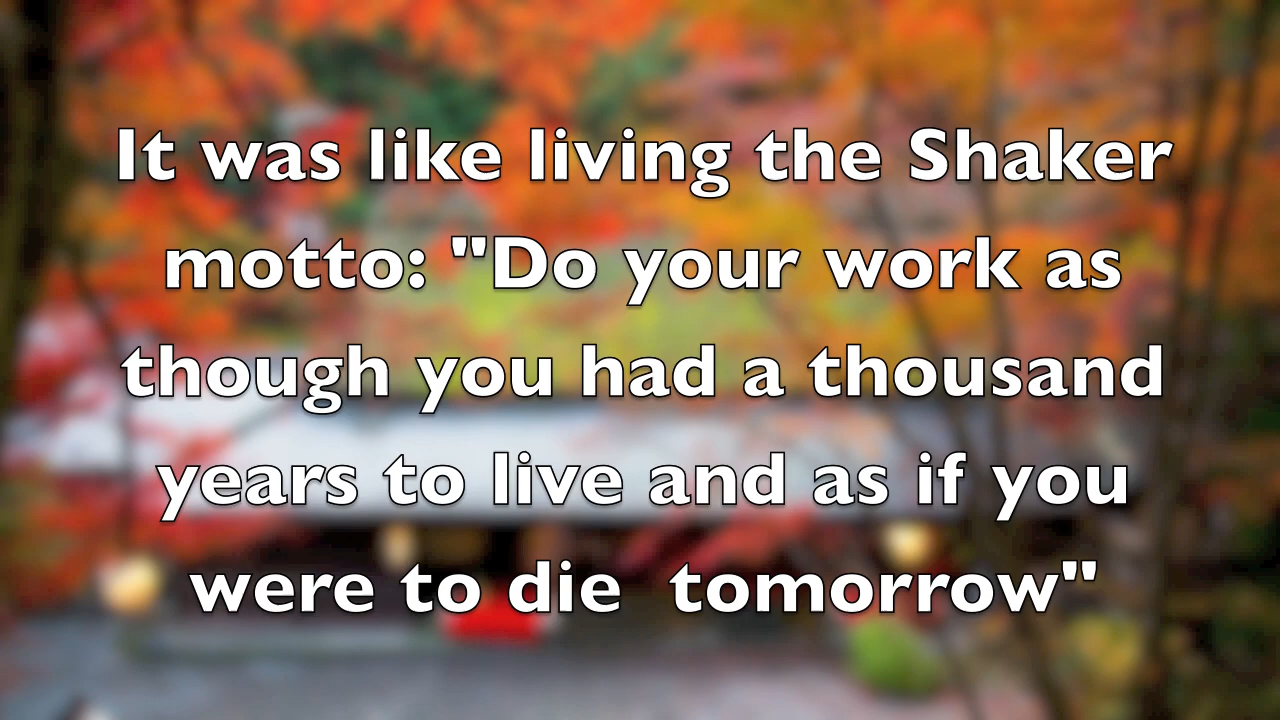 It was like living the Shaker
motto: "Do your work as
though you had a thousand
years to live and as if you
were to die  tomorrow"